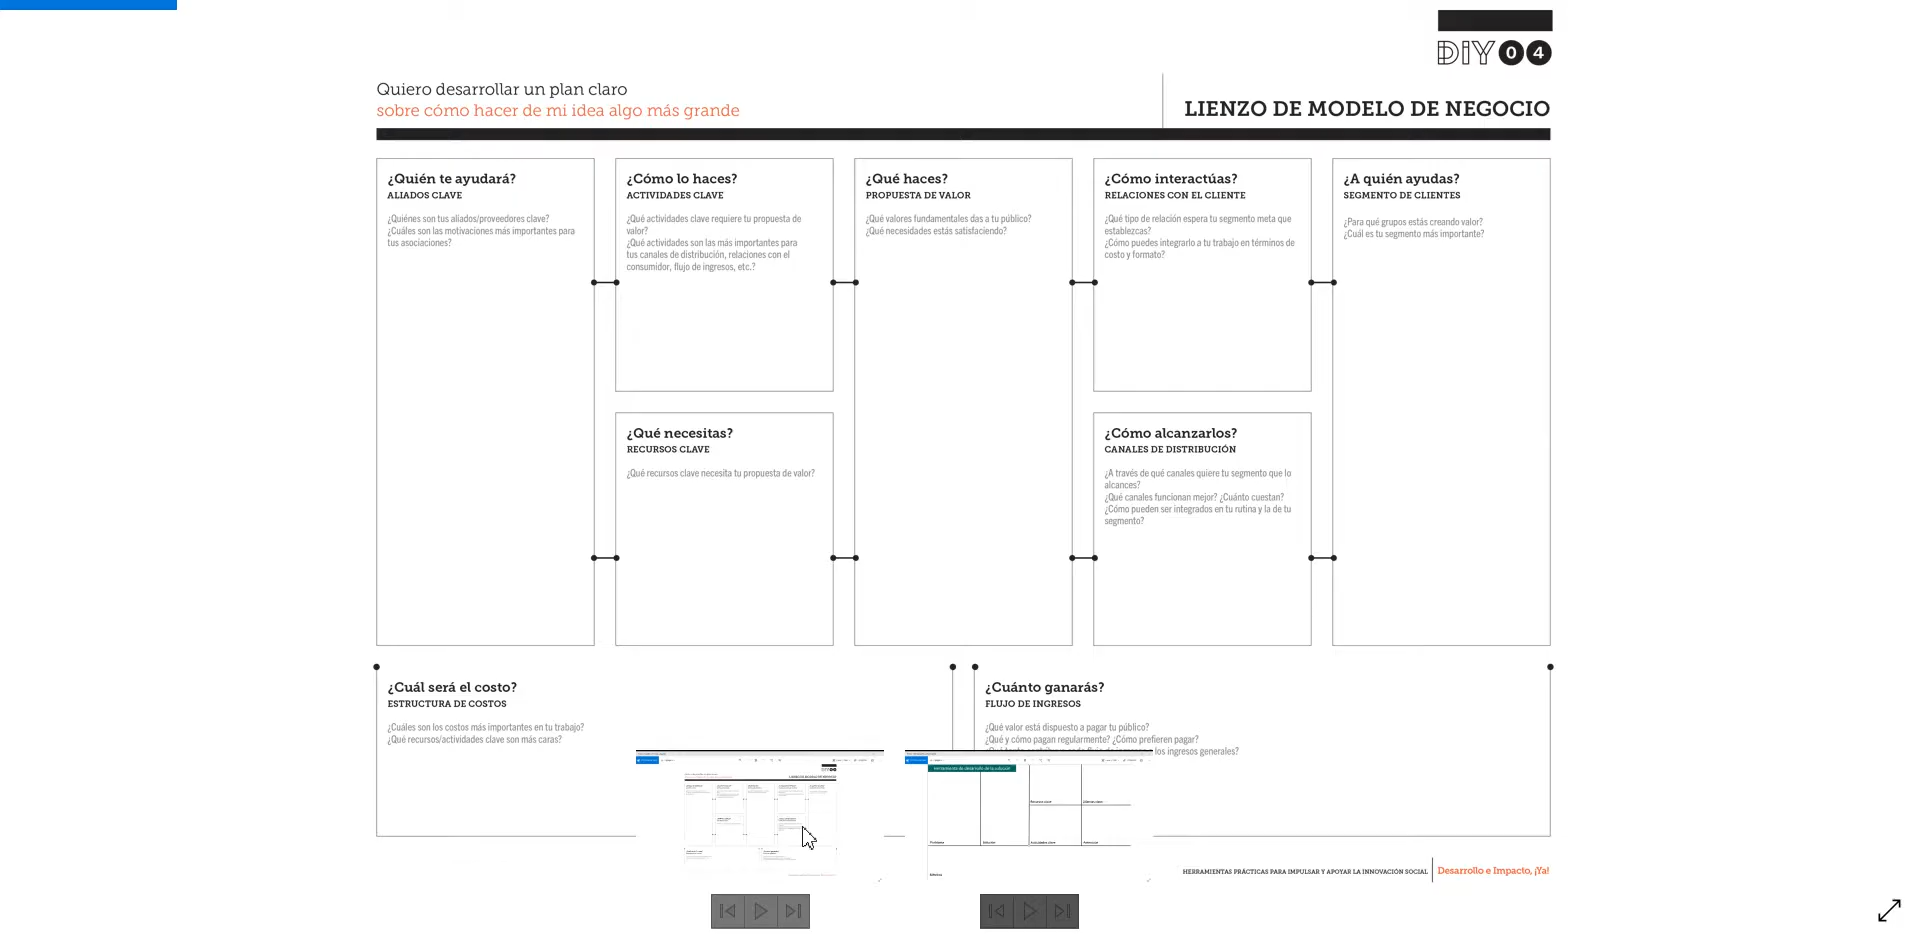 DIY 0 4
Quiero desarrollar un plan claro
sobre cómo hacer de mi idea algo más grande
LIENZO DE MODELO DE NEGOCIO
¿Quién te ayudará?
ALIADOS CLAVE
¿Quiénes son tus aliados/proveedores clave?
¿Cuáles son las motivaciones más importantes para
tus asociaciones?
¿Cómo lo haces?
ACTIVIDADES CLAVE
¿Qué actividades clave requiere tu propuesta de
valor?
¿Qué actividades son las más importantes para
tus canales de distribución, relaciones con el
consumidor, flujo de ingresos, etc.?
¿Qué necesitas?
RECURSOS CLAVE
¿Qué recursos clave necesita tu propuesta de valor?
¿Qué haces?
PROPUESTA DE VALOR
¿Qué valores fundamentales das a tu público?
¿Qué necesidades estás satisfaciendo?
¿Cómo interactúas?
RELACIONES CON EL CLIENTE
¿Qué tipo de relación espera tu segmento meta que
establezcas?
¿Cómo puedes integrarlo a tu trabajo en términos de
costo y formato?
¿Cómo alcanzarlos?
CANALES DE DISTRIBUCIÓN
¿A través de qué canales quiere tu segmento que lo
alcances?
¿Qué canales funcionan mejor? ¿Cuánto cuestan?
¿Cómo pueden ser integrados en tu rutina y la de tu
segmento?
¿A quién ayudas?
SEGMENTO DE CLIENTES
¿Para qué grupos estás creando valor?
¿Cuál es tu segmento más importante?
¿Cuál será el costo?
ESTRUCTURA DE COSTOS
¿Cuáles son los costos más importantes en tu trabajo?
¿Qué recursos/actividades clave son más caras?
¿Cuánto ganarás?
FLUJO DE INGRESOS
¿Qué valor está dispuesto a pagar tu público?
¿Qué y cómo pagan regularmente? ¿Cómo prefieren pagar?
los ingresos generales?
LIENZO DE MODELO DE NEGOCIO
Herramienta de desarrollo de la solución
HERRAMIENTAS PRÁCTICAS PARA IMPULSAR Y APOYAR LA INNOVACIÓN SOCIAL
Desarrollo e Impacto, ¡Ya!